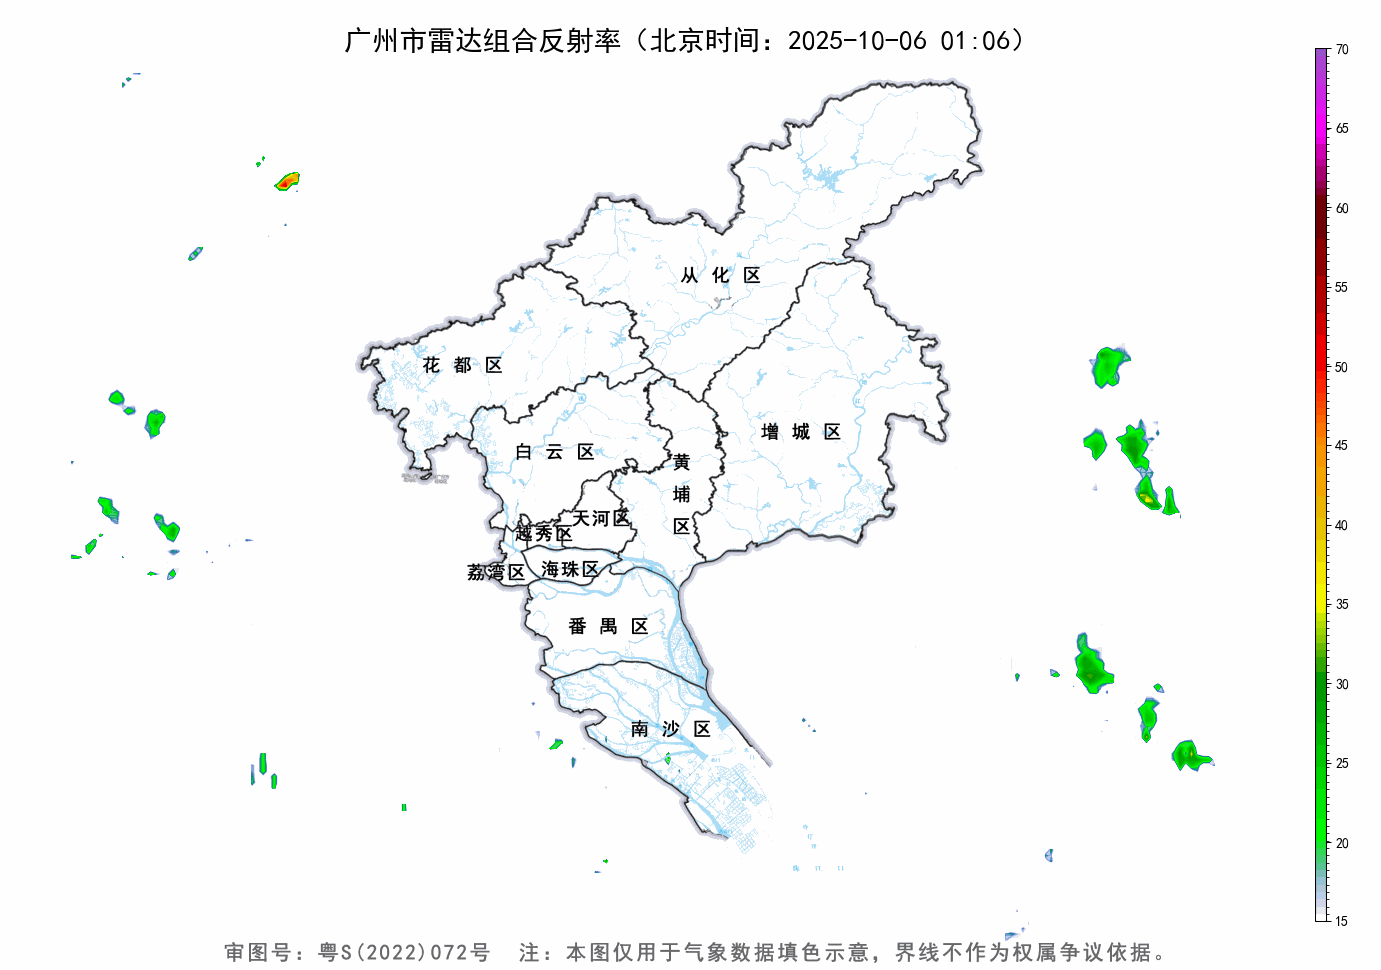 广州市雷达组合反射率（北京时间：2025-10-06 01:06）
70
65
60
55
50
45
40
35
30
25
20
15
从化区
花都区
增城区
白云区
黄埔区
天河区
越秀区
荔湾区
海珠区
番禺区
南沙区
审图号：粤S(2022)072号 注：本图仅用于气象数据填色示意，界线不作为权属争议依据。